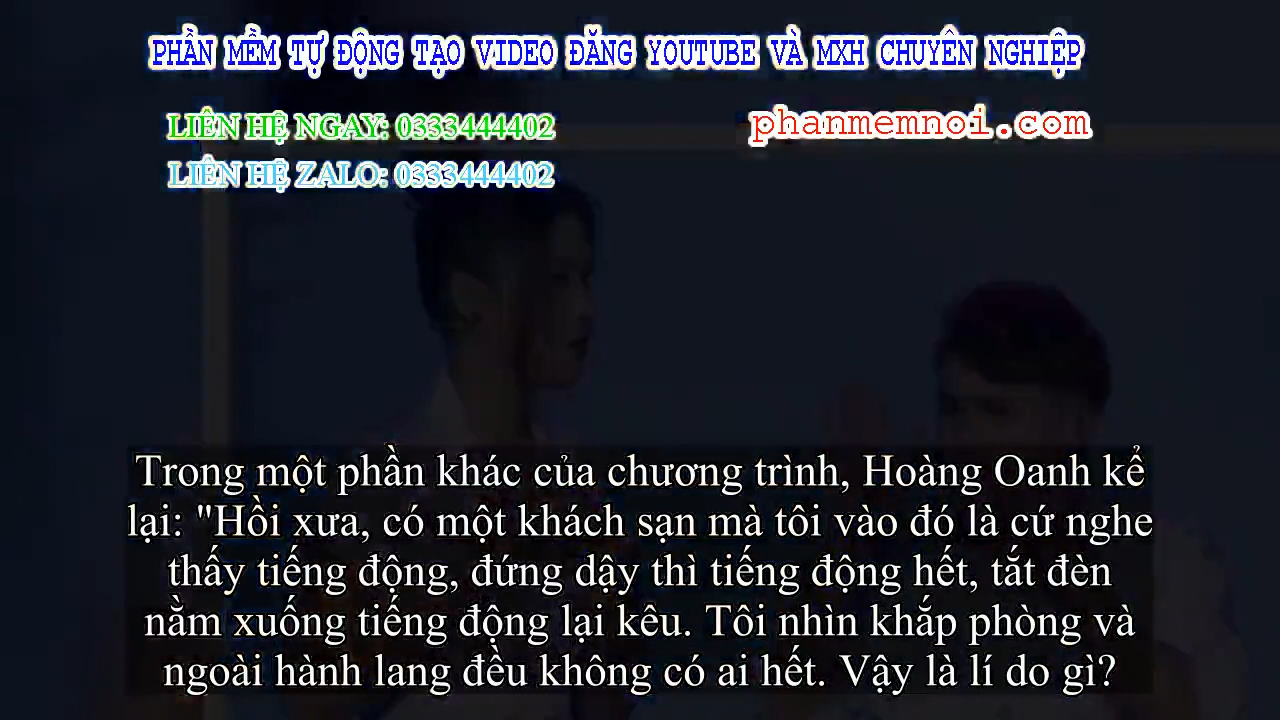 PHẦN MỀM TỰ ĐỘNG TẠO VIDEO ĐĂNG YOUTUBE VÀ MXH CHUYÊN NGHIỆP
LIÊN HỆ NGAY: 0333444402
phanmemnoi.com
LIÊN HỆ ZALO: 0333444402
Trong một phần khác của chương trình, Hoàng Oanh kể
lại: "Hồi xưa, có một khách sạn mà tôi vào đó là cứ nghe
thấy tiếng động, đứng dậy thì tiếng động hết, tắt đèn
nằm xuống tiếng động lại kêu. Tôi nhìn khắp phòng và
ngoài hành lang đều không có ai hết. Vậy là lí do gì?